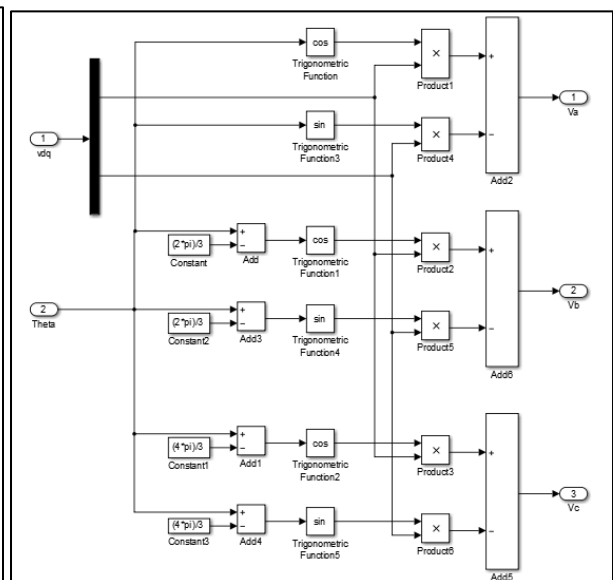 cos
Trigonometric
Function
×
Product1
+
1
Va
1
vdq
sin
Trigonometric
Function3
×
Product4
−
Add2
(2*pi)/3
Constant
+
−
Add
cos
Trigonometric
Function1
×
Product2
+
2
Vb
2
Theta
(2*pi)/3
Constant2
+
−
Add3
sin
Trigonometric
Function4
×
Product5
−
Add6
(4*pi)/3
Constant1
+
−
Add1
cos
Trigonometric
Function2
×
Product3
+
3
Vc
(4*pi)/3
Constant3
+
−
Add4
sin
Trigonometric
Function5
×
Product6
−
Add5